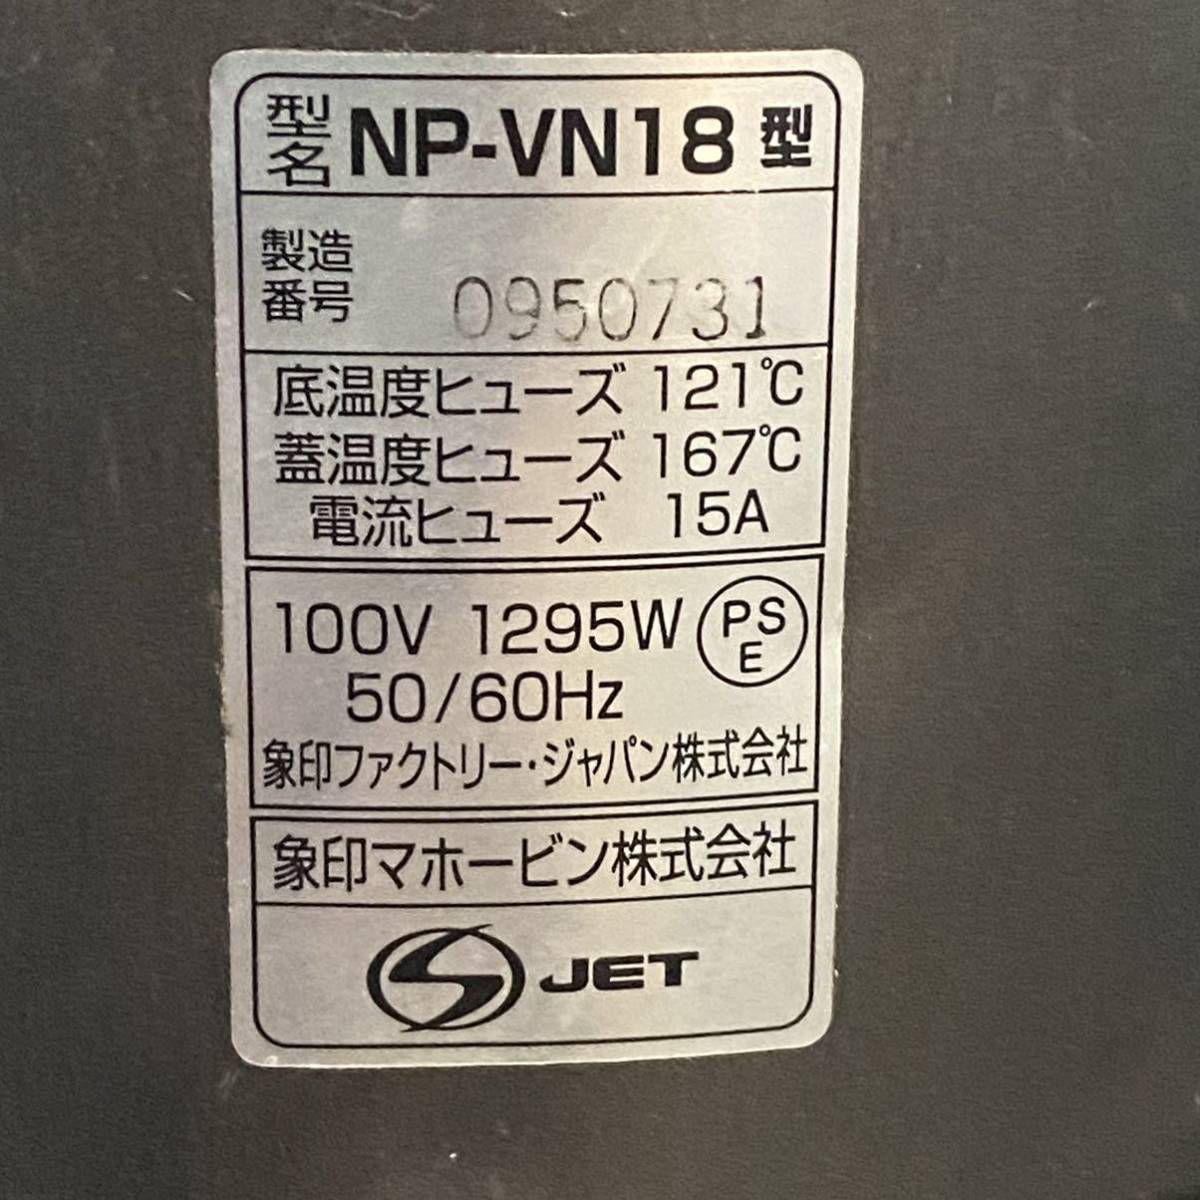 型名 NP-VN18 型
製造番号 0950731
底温度ヒューズ 121℃
蓋温度ヒューズ 167℃
電流ヒューズ 15A
100V 1295W PSE
50/60Hz
象印ファクトリー・ジャパン株式会社
象印マホービン株式会社
S JET